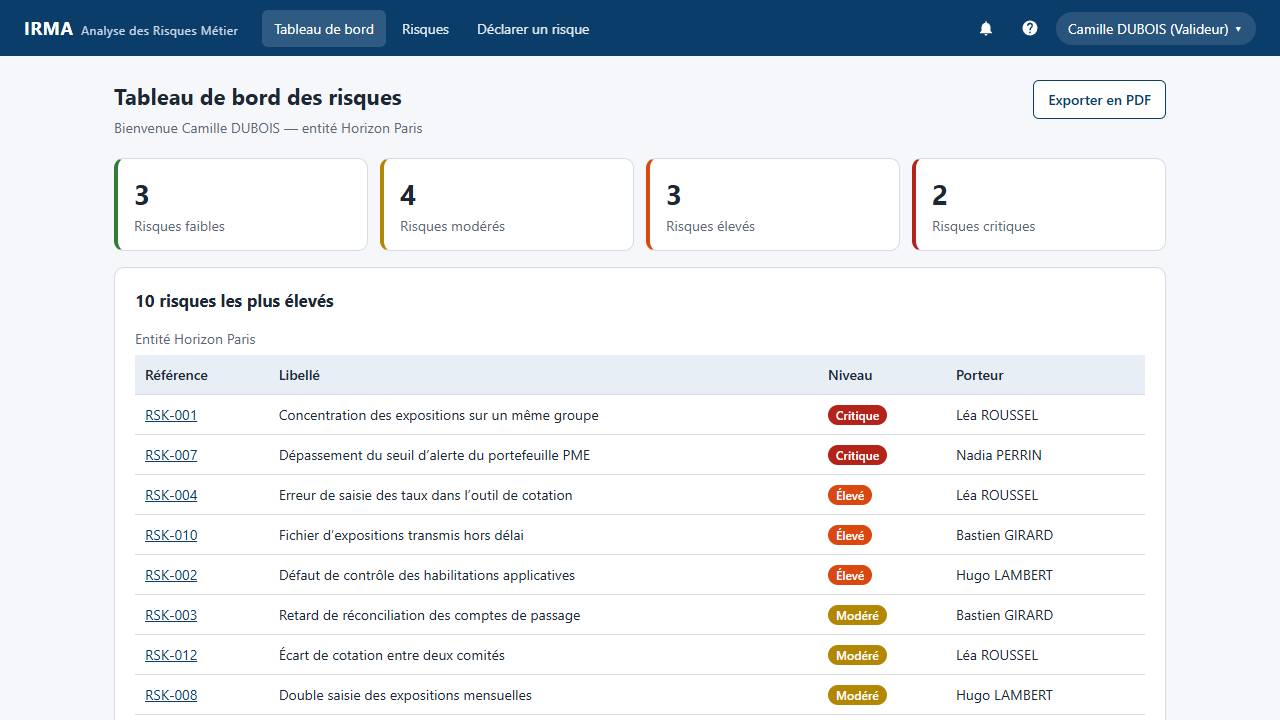 IRMA Analyse des Risques Métier Tableau de bord Risques Déclarer un risque Camille DUBOIS (Valideur) ▾
Tableau de bord des risques
Exporter en PDF
Bienvenue Camille DUBOIS — entité Horizon Paris
3
Risques faibles
4
Risques modérés
3
Risques élevés
2
Risques critiques
10 risques les plus élevés
Entité Horizon Paris
Référence Libellé Niveau Porteur
RSK-001 Concentration des expositions sur un même groupe Critique Léa ROUSSEL
RSK-007 Dépassement du seuil d’alerte du portefeuille PME Critique Nadia PERRIN
RSK-004 Erreur de saisie des taux dans l’outil de cotation Élevé Léa ROUSSEL
RSK-010 Fichier d’expositions transmis hors délai Élevé Bastien GIRARD
RSK-002 Défaut de contrôle des habilitations applicatives Élevé Hugo LAMBERT
RSK-003 Retard de réconciliation des comptes de passage Modéré Bastien GIRARD
RSK-012 Écart de cotation entre deux comités Modéré Léa ROUSSEL
RSK-008 Double saisie des expositions mensuelles Modéré Hugo LAMBERT